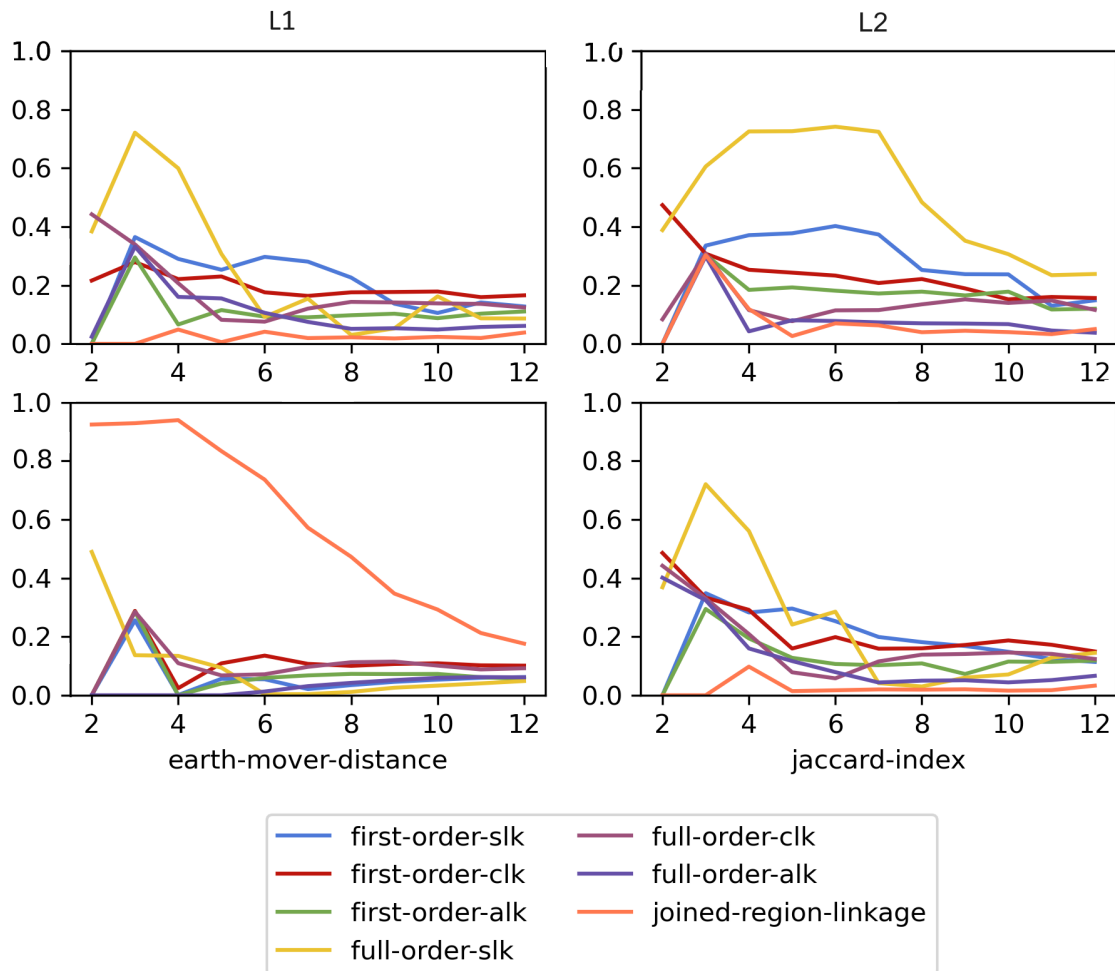 L1 L2
1.0 1.0
0.8 0.8
0.6 0.6
0.4 0.4
0.2 0.2
0.0 0.0
2 4 6 8 10 12 2 4 6 8 10 12
1.0 1.0
0.8 0.8
0.6 0.6
0.4 0.4
0.2 0.2
0.0 0.0
2 4 6 8 10 12 2 4 6 8 10 12
earth-mover-distance jaccard-index
first-order-slk full-order-clk
first-order-clk full-order-alk
first-order-alk joined-region-linkage
full-order-slk